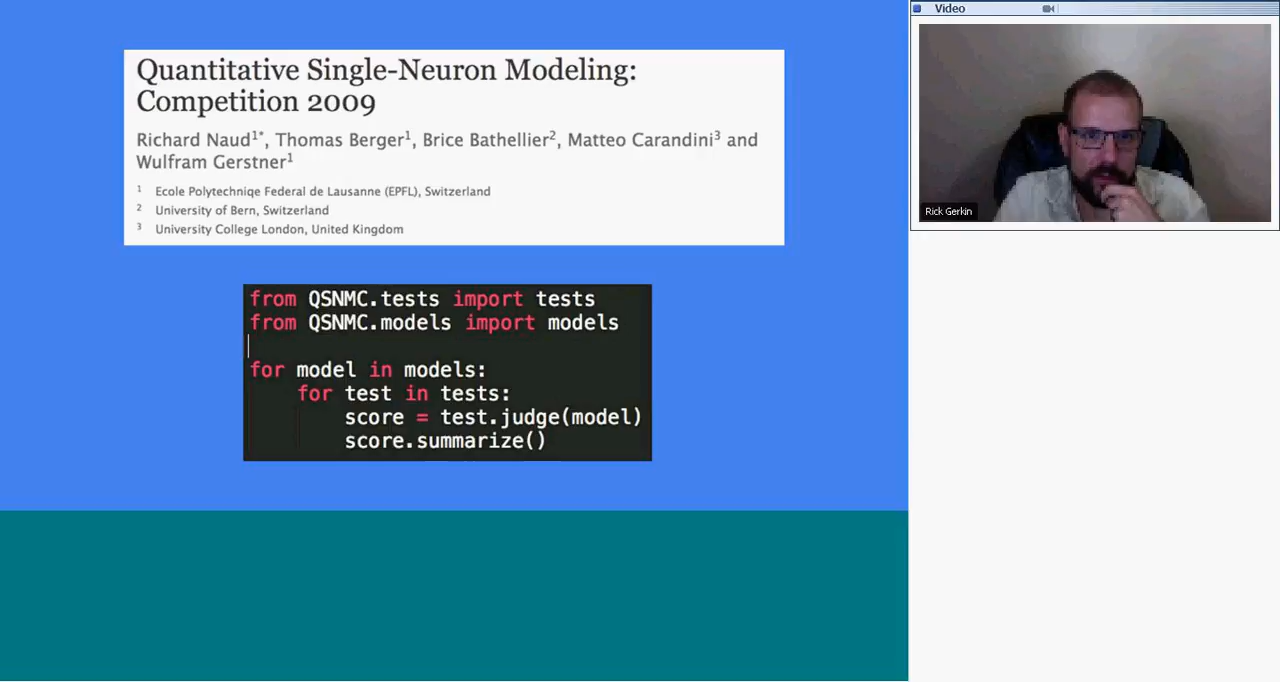 Quantitative Single-Neuron Modeling:
Competition 2009
Richard Naud1*, Thomas Berger1, Brice Bathellier2, Matteo Carandini3 and
Wulfram Gerstner1
1 Ecole Polytechniqe Federal de Lausanne (EPFL), Switzerland
2 University of Bern, Switzerland
3 University College London, United Kingdom
from QSNMC.tests import tests
from QSNMC.models import models
for model in models:
for test in tests:
score = test.judge(model)
score.summarize()
Video
Rick Gerkin